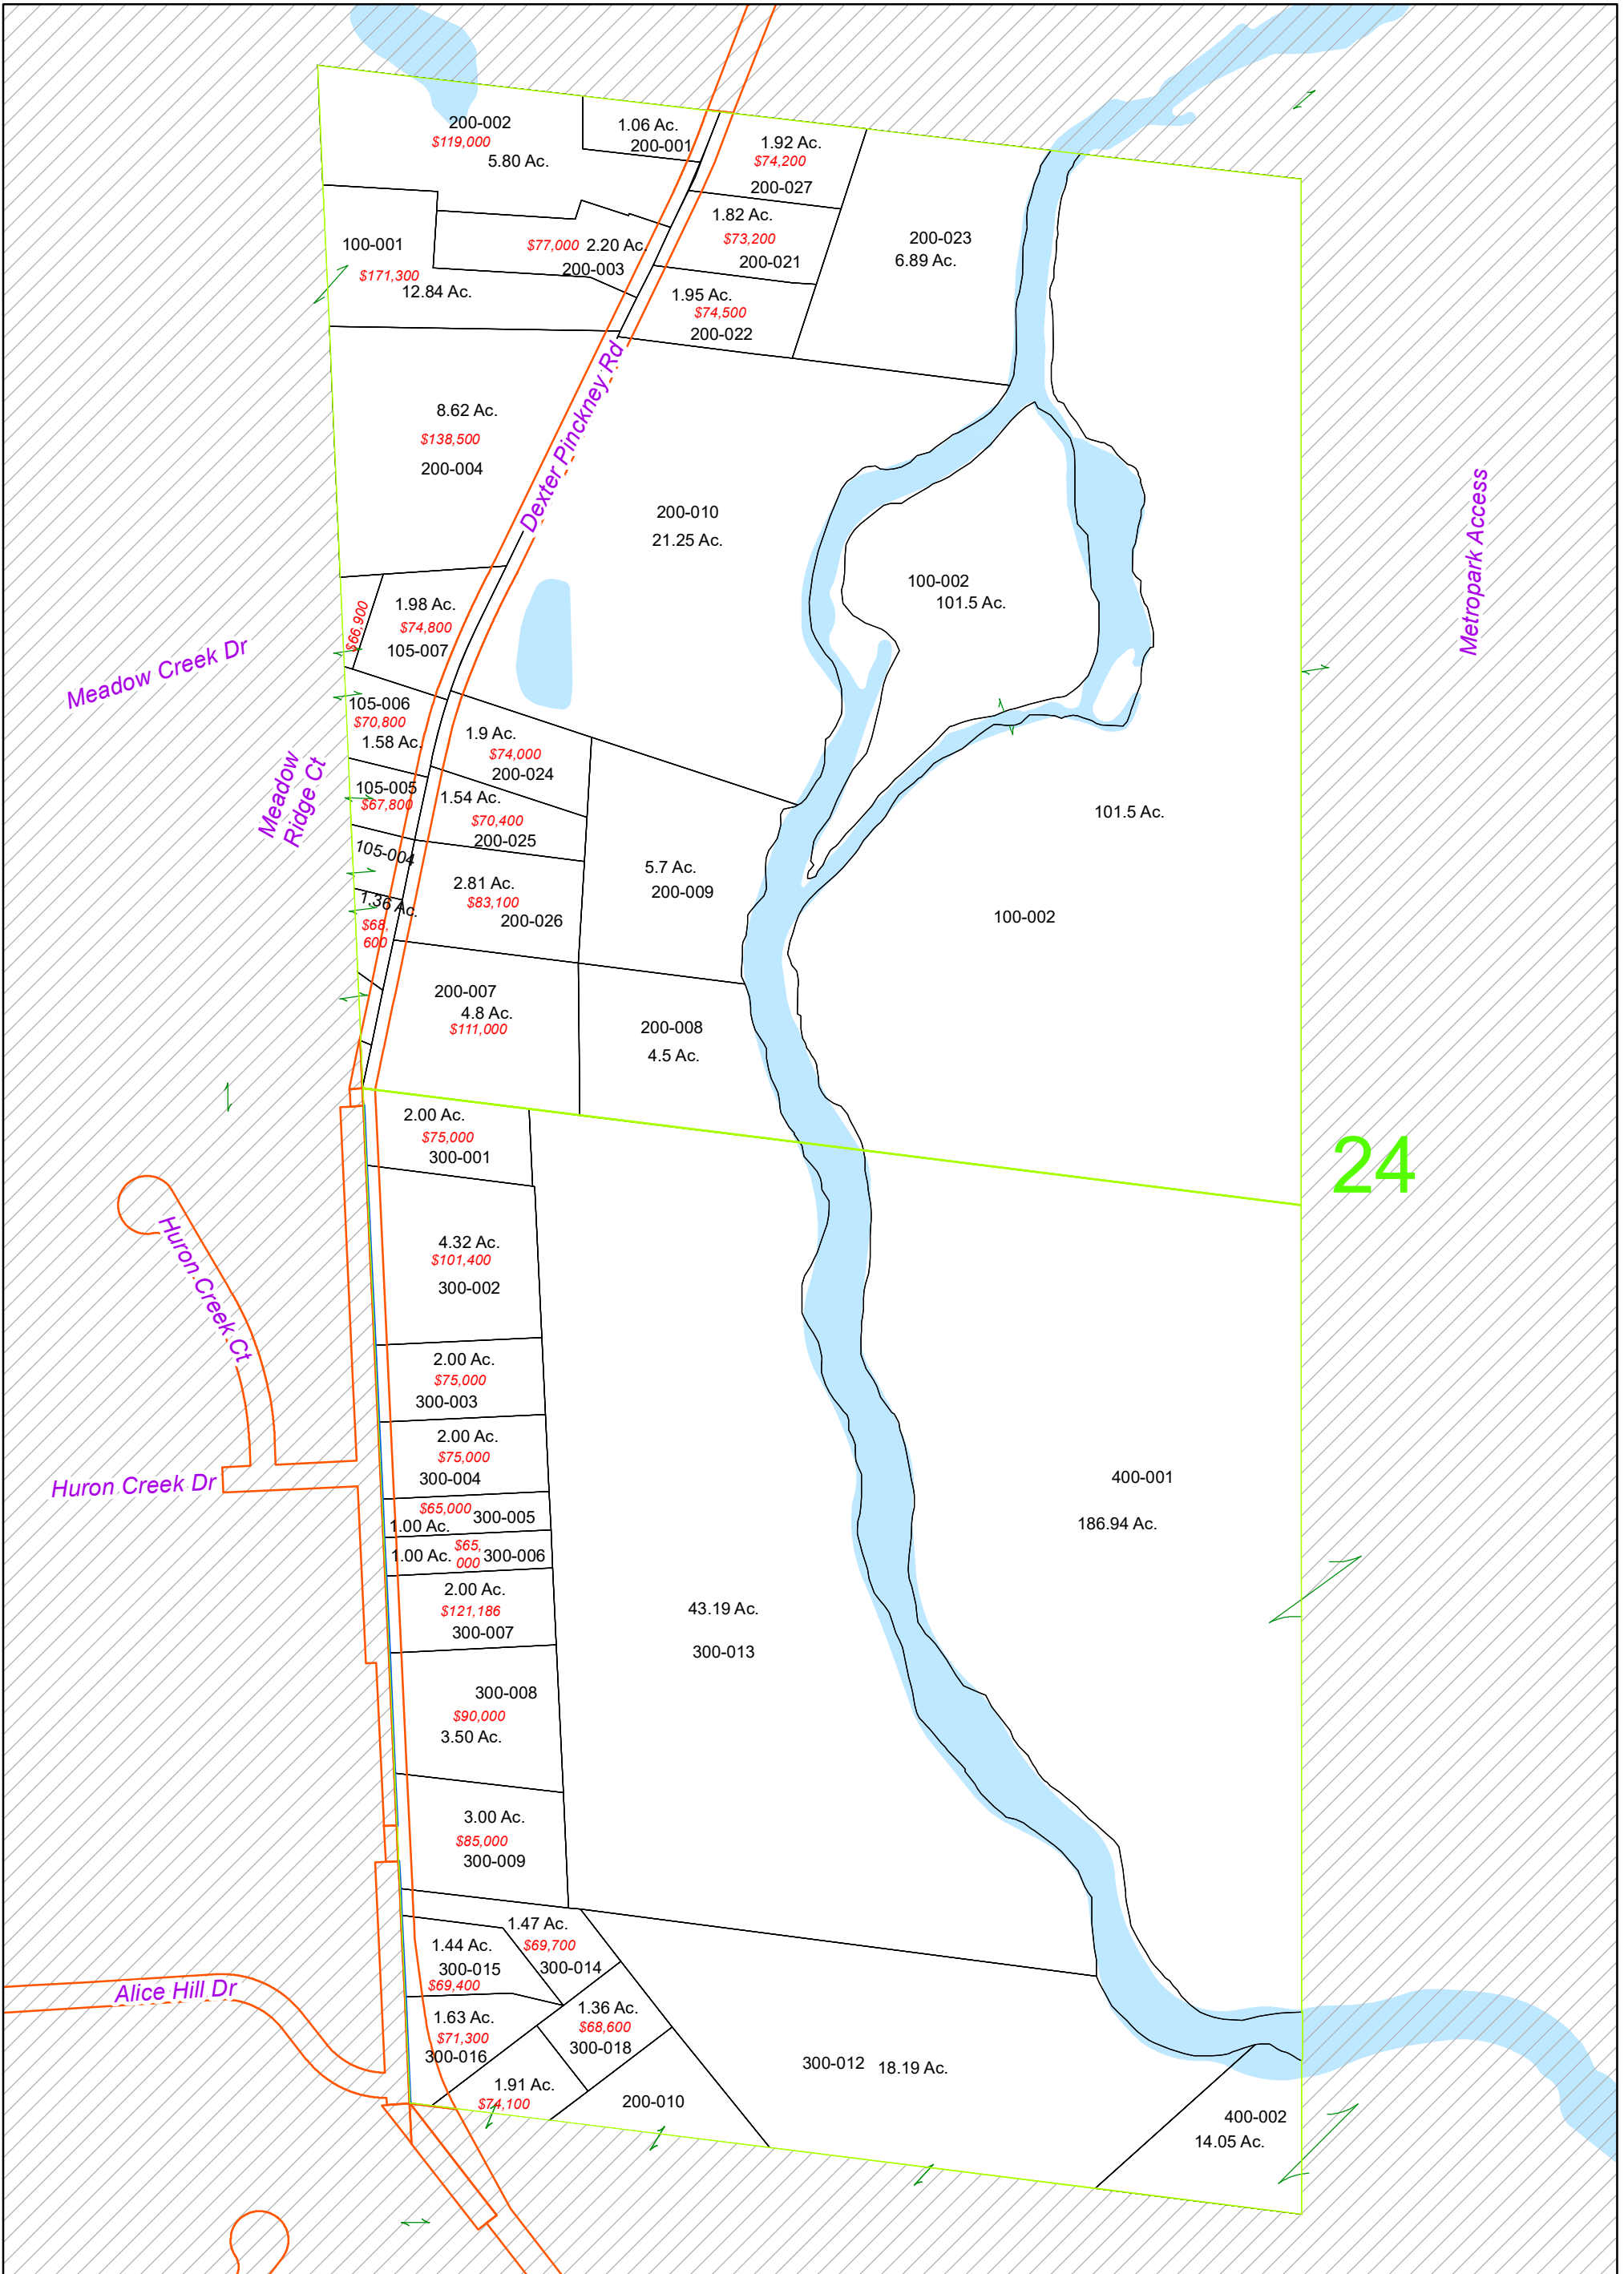 200-002
$119,000
5.80 Ac.
1.06 Ac.
200-001
1.92 Ac.
$74,200
200-027
100-001
$171,300
12.84 Ac.
$77,000 2.20 Ac.
200-003
1.82 Ac.
$73,200
200-021
200-023
6.89 Ac.
1.95 Ac.
$74,500
200-022
Dexter Pinckney Rd
8.62 Ac.
$138,500
200-004
200-010
21.25 Ac.
100-002
101.5 Ac.
Metropark Access
$66,900
1.98 Ac.
$74,800
105-007
Meadow Creek Dr
105-006
$70,800
1.58 Ac.
Meadow
Ridge Ct
1.9 Ac.
$74,000
200-024
105-005
$67,800
1.54 Ac.
$70,400
200-025
101.5 Ac.
100-002
105-004
2.81 Ac.
$83,100
200-026
5.7 Ac.
200-009
1.36 Ac.
$68,
600
200-007
4.8 Ac.
$111,000
200-008
4.5 Ac.
24
2.00 Ac.
$75,000
300-001
4.32 Ac.
$101,400
300-002
Huron Creek Ct
2.00 Ac.
$75,000
300-003
2.00 Ac.
$75,000
300-004
Huron Creek Dr
$65,000 300-005
1.00 Ac.
1.00 Ac. $65,
000 300-006
2.00 Ac.
$121,186
300-007
43.19 Ac.
300-013
400-001
186.94 Ac.
300-008
$90,000
3.50 Ac.
3.00 Ac.
$85,000
300-009
1.47 Ac.
$69,700
300-014
1.44 Ac.
300-015
$69,400
Alice Hill Dr
1.63 Ac.
$71,300
300-016
1.36 Ac.
$68,600
300-018
1.91 Ac.
$74,100
200-010
300-012 18.19 Ac.
400-002
14.05 Ac.